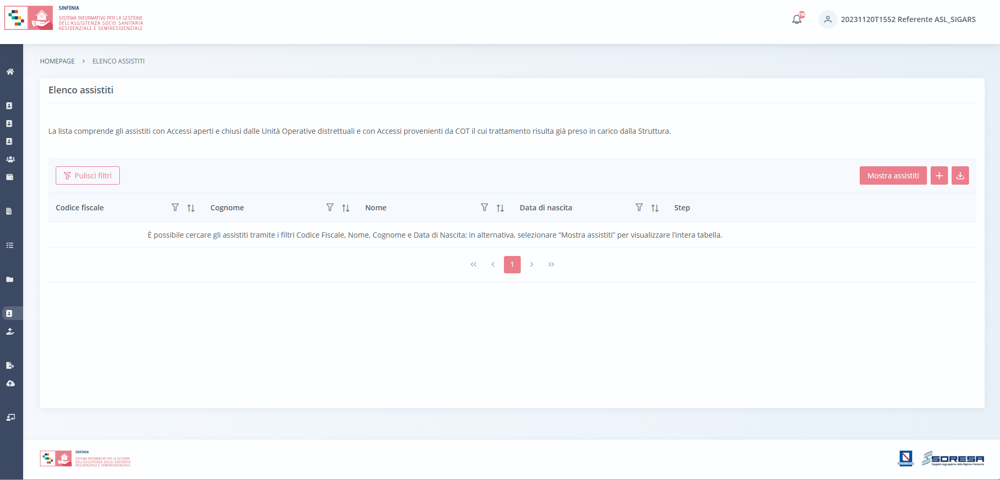 SINFONIA
SISTEMA INFORMATIVO PER LA GESTIONE
DELL'ASSISTENZA SOCIO SANITARIA
RESIDENZIALE E SEMIRESIDENZIALE
20231120T1552 Referente ASL_SIGARS
HOMEPAGE > ELENCO ASSISTITI
Elenco assistiti
La lista comprende gli assistiti con Accessi aperti e chiusi dalle Unità Operative distrettuali e con Accessi provenienti da COT il cui trattamento risulta già preso in carico dalla Struttura.
Pulisci filtri
Mostra assistiti
Codice fiscale Cognome Nome Data di nascita Step
È possibile cercare gli assistiti tramite i filtri Codice Fiscale, Nome, Cognome e Data di Nascita; in alternativa, selezionare “Mostra assistiti” per visualizzare l’intera tabella.
1
SINFONIA
SISTEMA INFORMATIVO PER LA GESTIONE
DELL'ASSISTENZA SOCIO SANITARIA
RESIDENZIALE E SEMIRESIDENZIALE
SORESA
Soggetto Aggregatore della Regione Campania